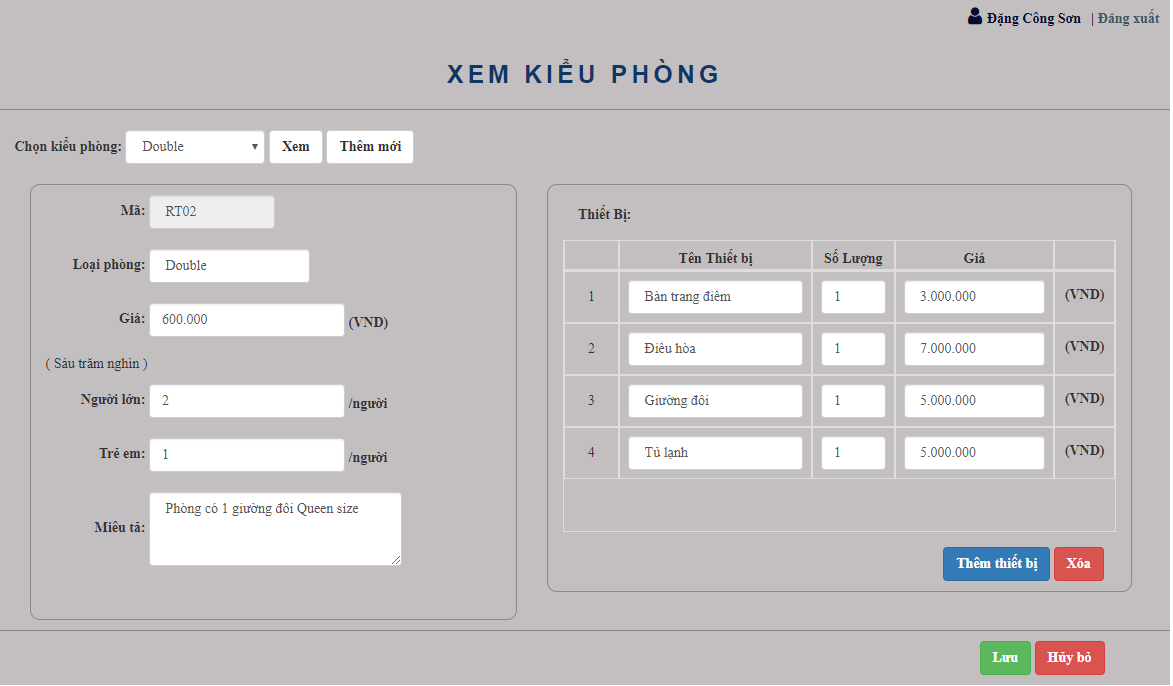 Đặng Công Sơn | Đăng xuất
XEM KIỂU PHÒNG
Chọn kiểu phòng: Double Xem Thêm mới
Mã: RT02
Loại phòng: Double
Giá: 600.000 (VND)
( Sáu trăm nghìn )
Người lớn: 2 /người
Trẻ em: 1 /người
Miêu tả: Phòng có 1 giường đôi Queen size
Thiết Bị:
Tên Thiết bị Số Lượng Giá
1 Bàn trang điểm 1 3.000.000 (VND)
2 Điều hòa 1 7.000.000 (VND)
3 Giường đôi 1 5.000.000 (VND)
4 Tủ lạnh 1 5.000.000 (VND)
Thêm thiết bị Xóa
Lưu Hủy bỏ